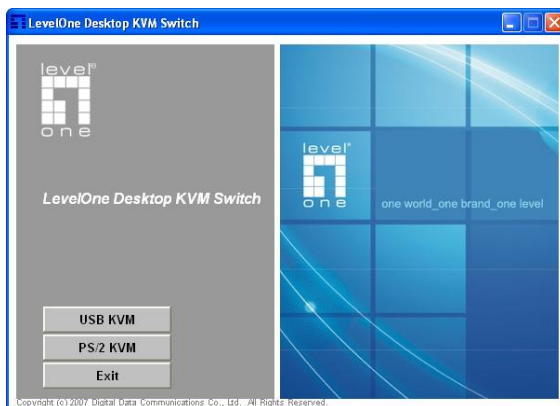 LevelOne Desktop KVM Switch
level®
one
LevelOne Desktop KVM Switch
USB KVM
PS/2 KVM
Exit
level®
one
one world_one brand_one level
Copyright (c) 2007 Digital Data Communications Co., Ltd. All Rights Reserved.